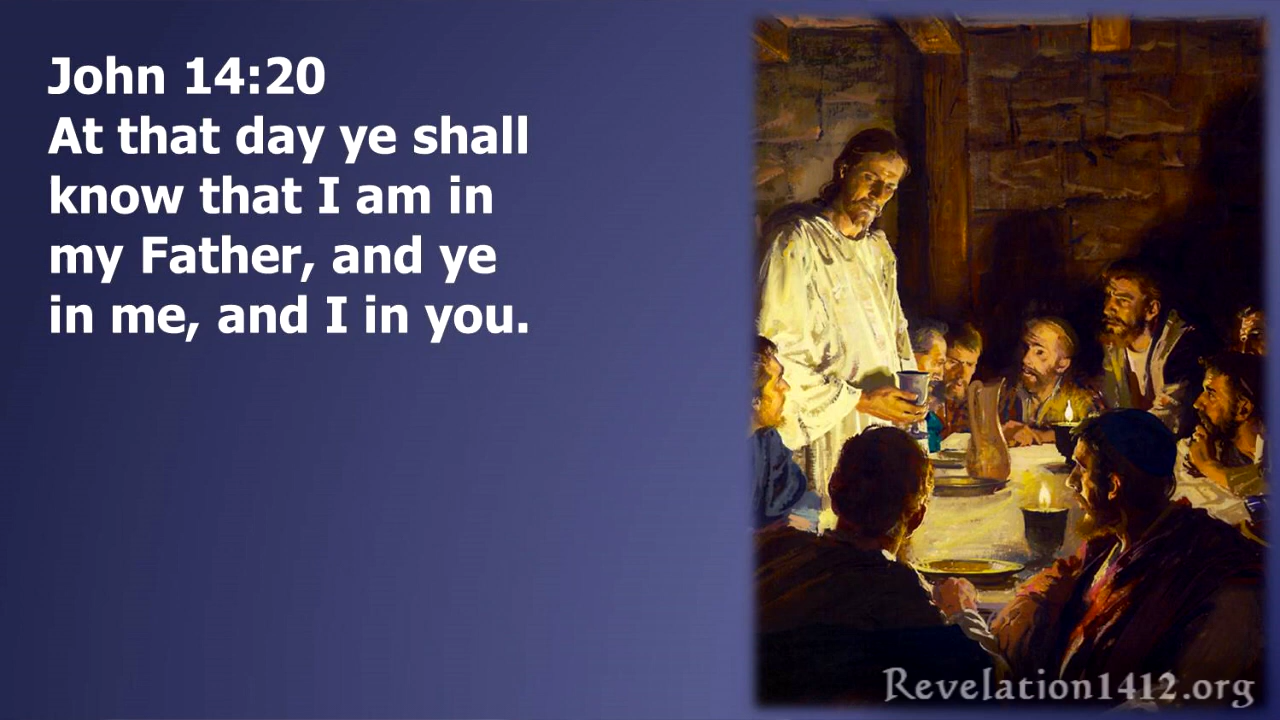 John 14:20
At that day ye shall
know that I am in
my Father, and ye
in me, and I in you.
Revelation1412.org